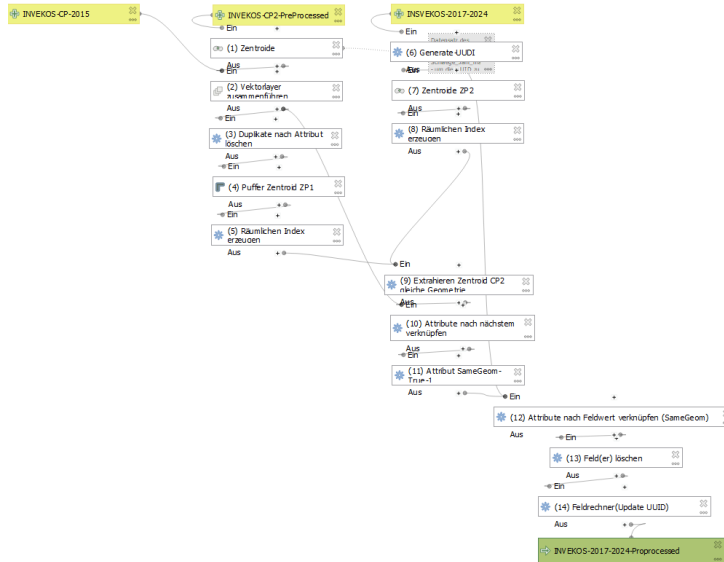 INVEKOS-CP-2015
INVEKOS-CP2-PreProcessed
INSVEKOS-2017-2024
Ein
Ein
(1) Zentroide
(6) Generate-UUDI
Aus
Ein
Aus
(2) Vektorlayer
zusammenführen
(7) Zentroide ZP2
Aus
Ein
Aus
Ein
(3) Duplikate nach Attribut
löschen
(8) Räumlichen Index
erzeugen
Aus
Ein
Aus
(4) Puffer Zentroid ZP1
Aus
Ein
(5) Räumlichen Index
erzeugen
Aus
Ein
(9) Extrahieren Zentroid CP2
gleiche Geometrie
Aus
Ein
(10) Attribute nach nächstem
verknüpfen
Aus
Ein
(11) Attribut SameGeom-
True-1
Aus
Ein
(12) Attribute nach Feldwert verknüpfen (SameGeom)
Aus
Ein
(13) Feld(er) löschen
Aus
Ein
(14) Feldrechner(Update UUID)
Aus
INVEKOS-2017-2024-Proprocessed